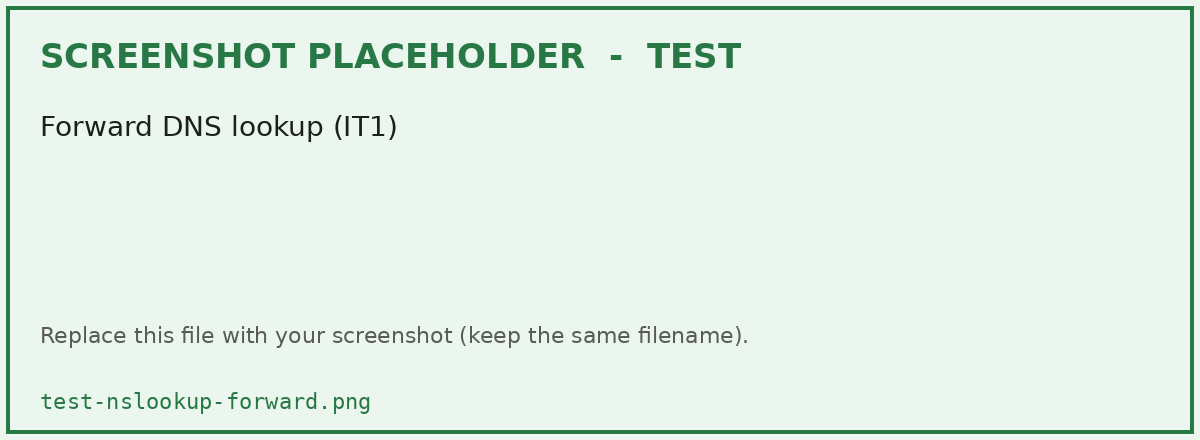 SCREENSHOT PLACEHOLDER - TEST
Forward DNS lookup (IT1)
Replace this file with your screenshot (keep the same filename).
test-nslookup-forward.png